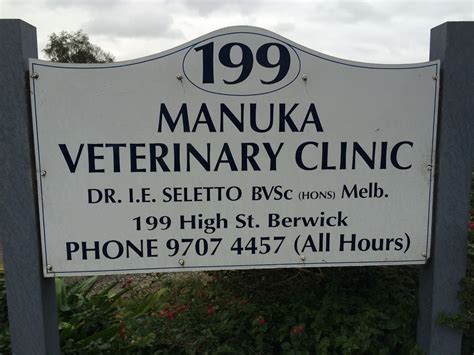 199
MANUKA
VETERINARY CLINIC
DR. I.E. SELETTO BVSc (HONS) Melb.
199 High St. Berwick
PHONE 9707 4457 (All Hours)